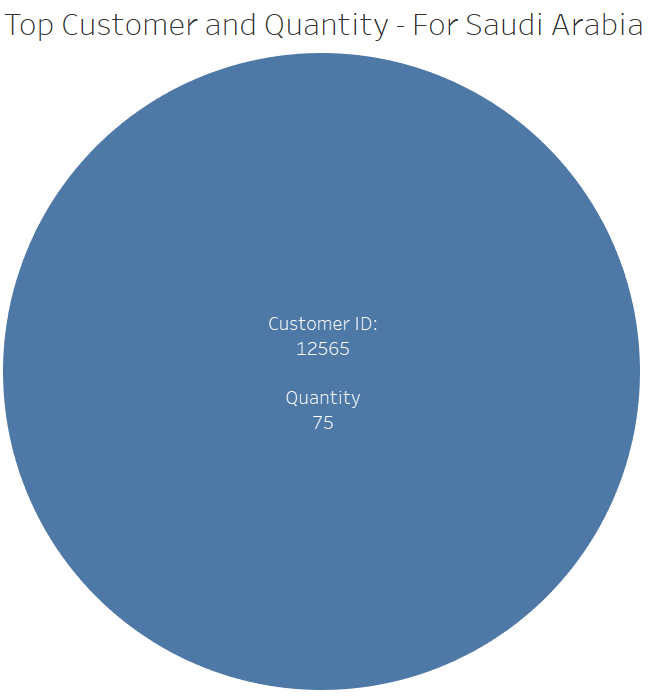 Top Customer and Quantity - For Saudi Arabia
Customer ID:
12565
Quantity
75